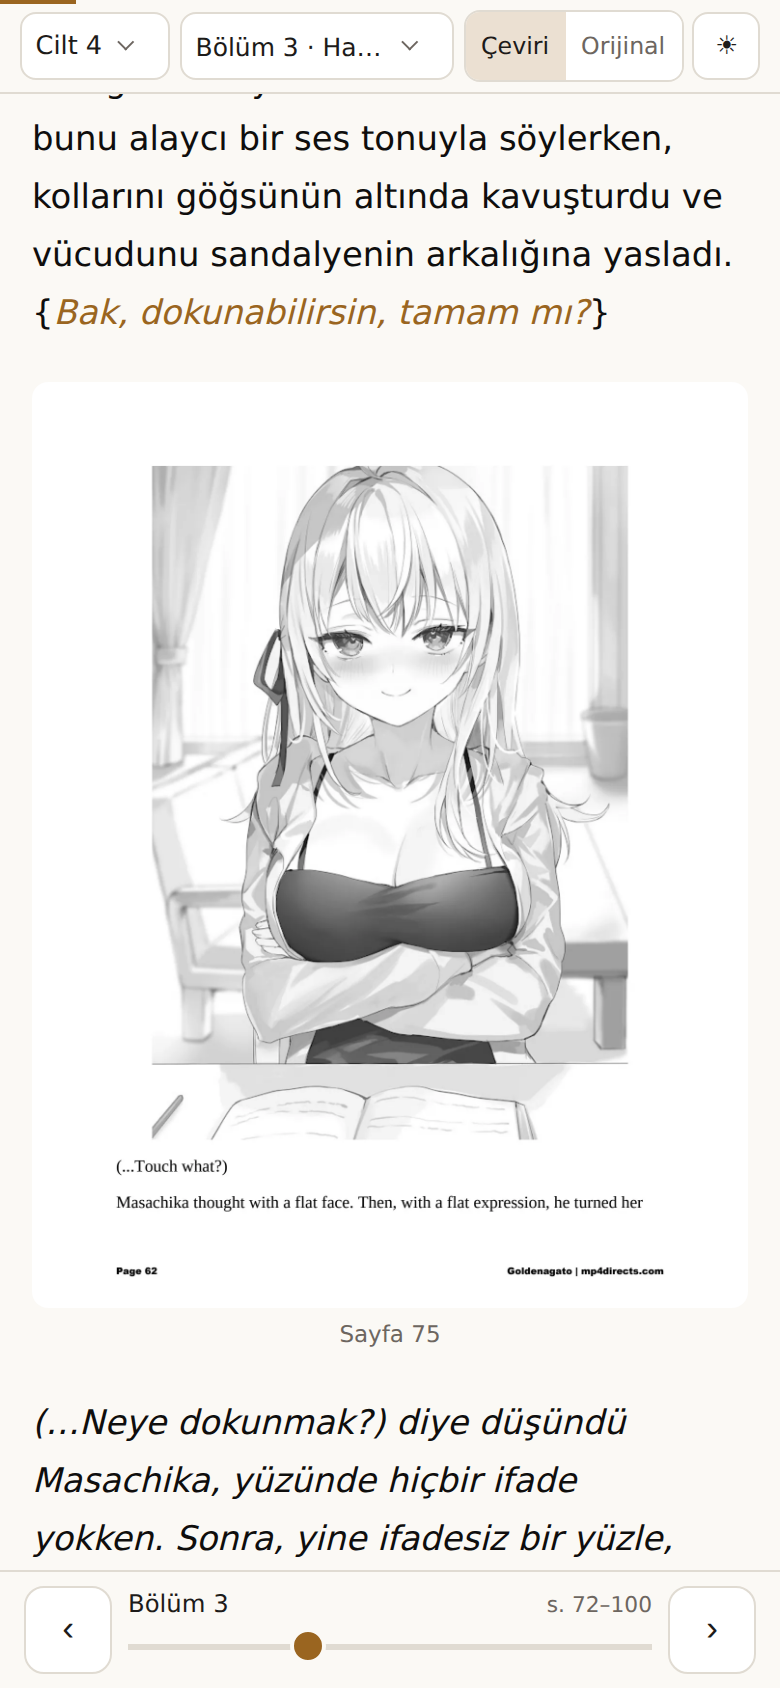 Cilt 4
Bölüm 3 · Ha...
Çeviri
Orijinal
bunu alaycı bir ses tonuyla söylerken,
kollarını göğsünün altında kavuşturdu ve
vücudunu sandalyenin arkalığına yasladı.
{Bak, dokunabilirsin, tamam mı?}
(...Touch what?)
Masachika thought with a flat face. Then, with a flat expression, he turned her
Page 62
Goldenagato | mp4directs.com
Sayfa 75
(...Neye dokunmak?) diye düşündü
Masachika, yüzünde hiçbir ifade
yokken. Sonra, yine ifadesiz bir yüzle,
Bölüm 3
s. 72–100